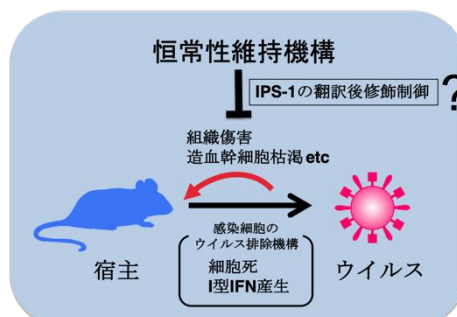 恒常性維持機構
IPS-1の翻訳後修飾制御
?
組織傷害
造血幹細胞枯渇 etc
感染細胞の
ウイルス排除機構
細胞死
I型IFN産生
宿主
ウイルス